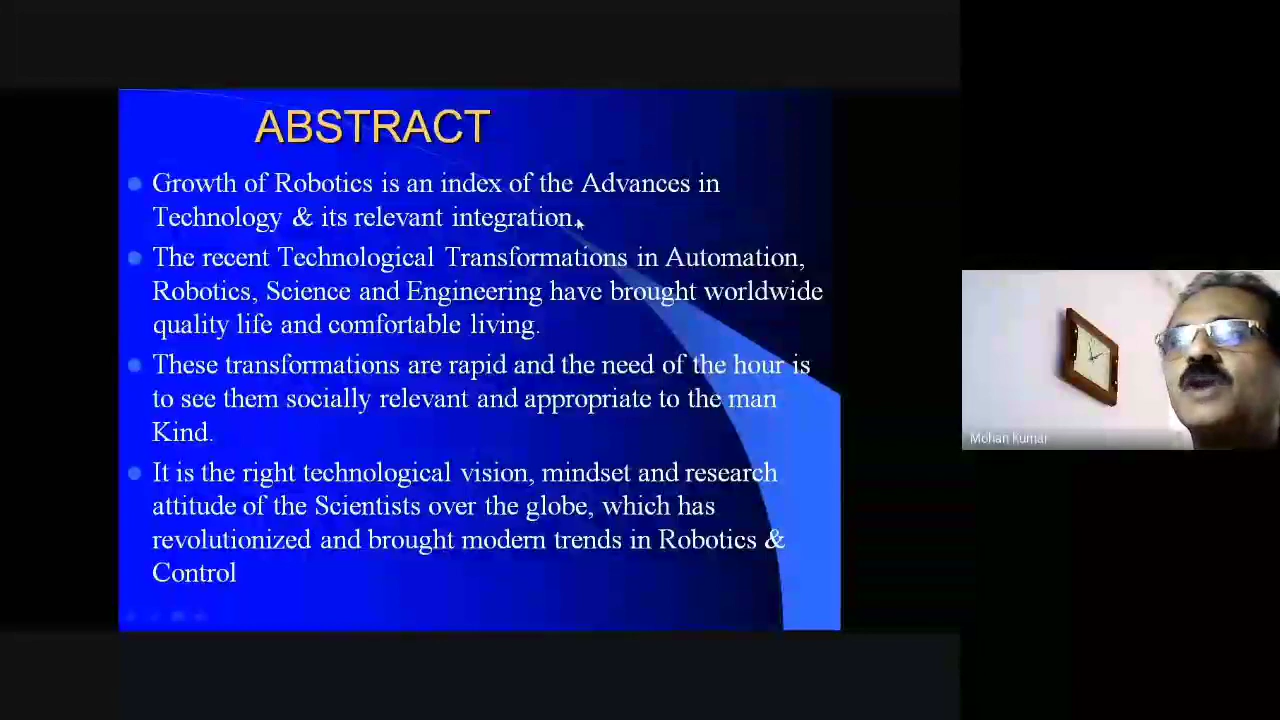 ABSTRACT
Growth of Robotics is an index of the Advances in
Technology & its relevant integration.
The recent Technological Transformations in Automation,
Robotics, Science and Engineering have brought worldwide
quality life and comfortable living.
These transformations are rapid and the need of the hour is
to see them socially relevant and appropriate to the man
Kind.
It is the right technological vision, mindset and research
attitude of the Scientists over the globe, which has
revolutionized and brought modern trends in Robotics &
Control
Mohan kumar